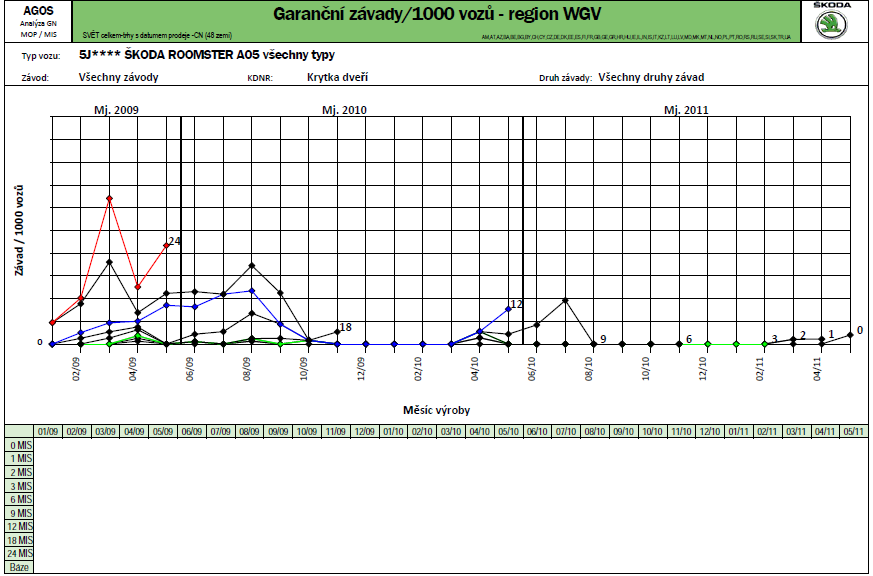 AGOS
Analýza GN
MOP / MIS
Garanční závady/1000 vozů - region WGV
SVĚT celkem-trhy s datumem prodeje -CN (48 zemí)
ŠKODA
Typ vozu: 5J**** ŠKODA ROOMSTER A05 všechny typy
Závod: Všechny závody KDNR: Krytka dveří Druh závady: Všechny druhy závad
Mj. 2009 Mj. 2010 Mj. 2011
Závad / 1000 vozů
24
18
12
9
6
3
2
1
0
0
02/09 04/09 06/09 08/09 10/09 12/09 02/10 04/10 06/10 08/10 10/10 12/10 02/11 04/11
Měsíc výroby
01/09 02/09 03/09 04/09 05/09 06/09 07/09 08/09 09/09 10/09 11/09 12/09 01/10 02/10 03/10 04/10 05/10 06/10 07/10 08/10 09/10 10/10 11/10 12/10 01/11 02/11 03/11 04/11 05/11
0 MIS
1 MIS
2 MIS
3 MIS
6 MIS
9 MIS
12 MIS
18 MIS
24 MIS
Báze